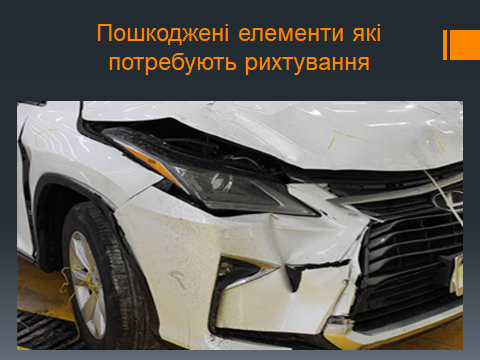 Пошкоджені елементи які
потребують рихтування